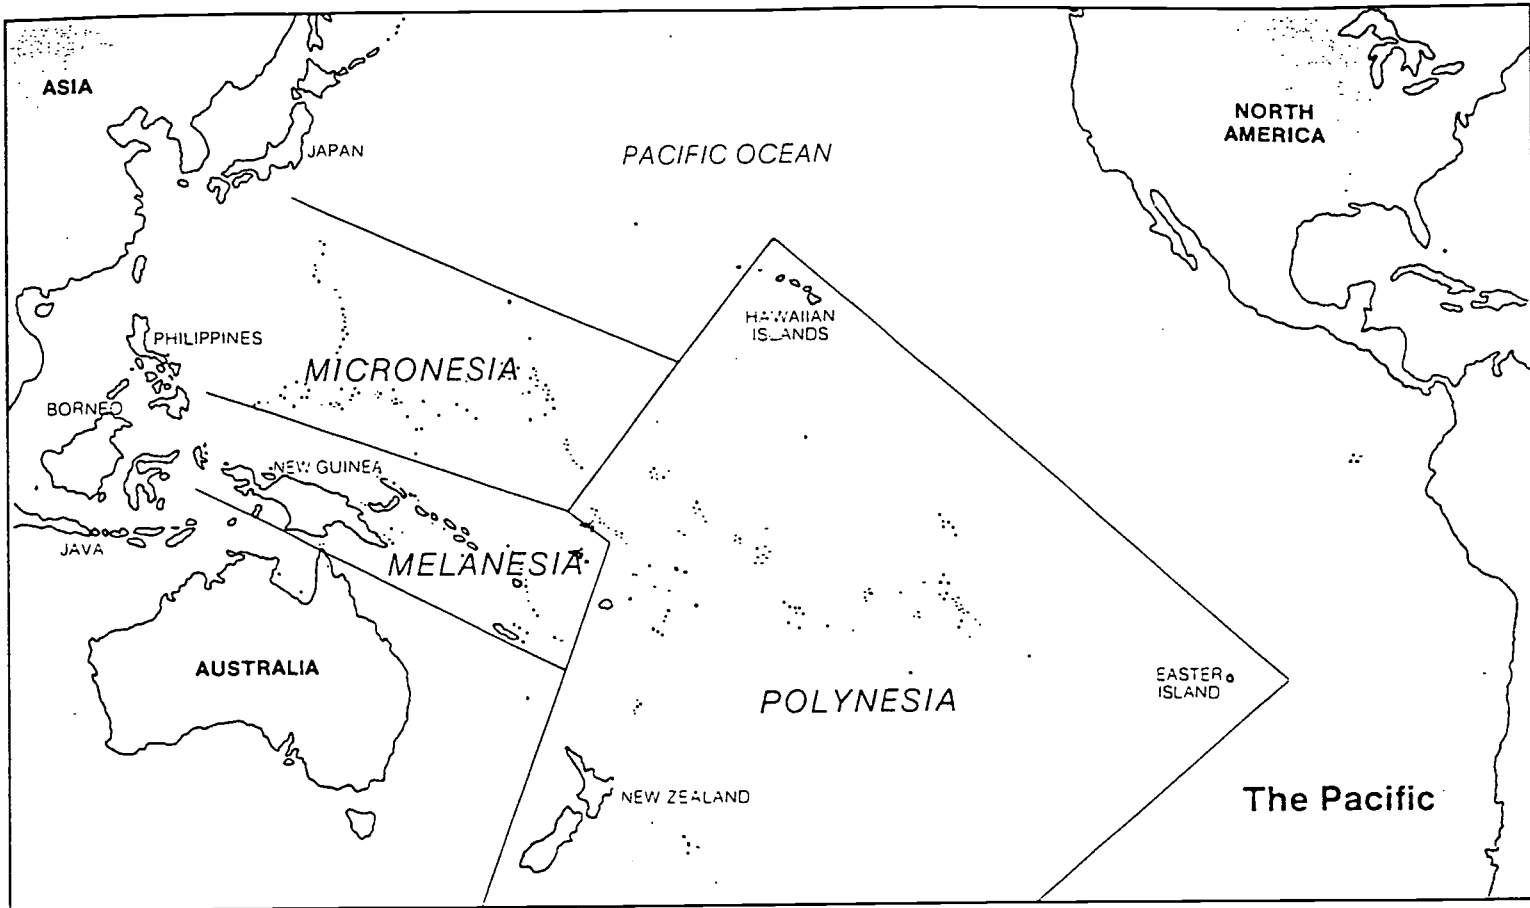 ASIA
NORTH
AMERICA
JAPAN
PACIFIC OCEAN
HAWAIIAN
ISLANDS
PHILIPPINES
MICRONESIA
BORNEO
NEW GUINEA
JAVA
MELANESIA
AUSTRALIA
EASTER
ISLAND
POLYNESIA
NEW ZEALAND
The Pacific